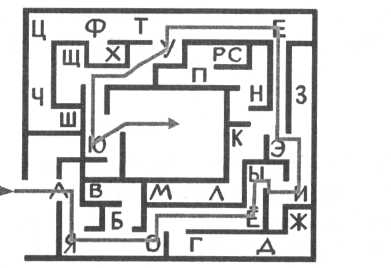 Ц Ф Т Е
Щ Х У РС
П
Ч Н З
Ш
Ю К Э
Ы
А В М Л И
Б Е Ж
Я О Г Д